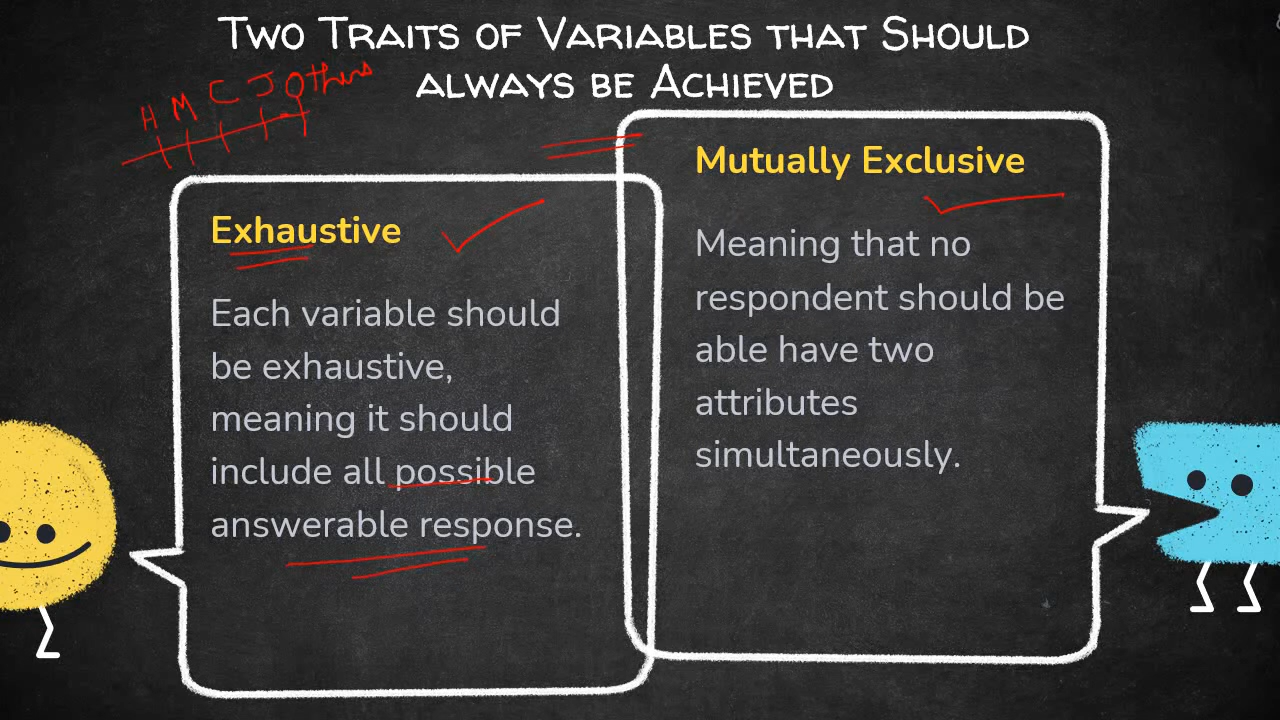 Two Traits of Variables that Should
always be Achieved
H M C J Others
Exhaustive
Each variable should
be exhaustive,
meaning it should
include all possible
answerable response.
Mutually Exclusive
Meaning that no
respondent should be
able have two
attributes
simultaneously.